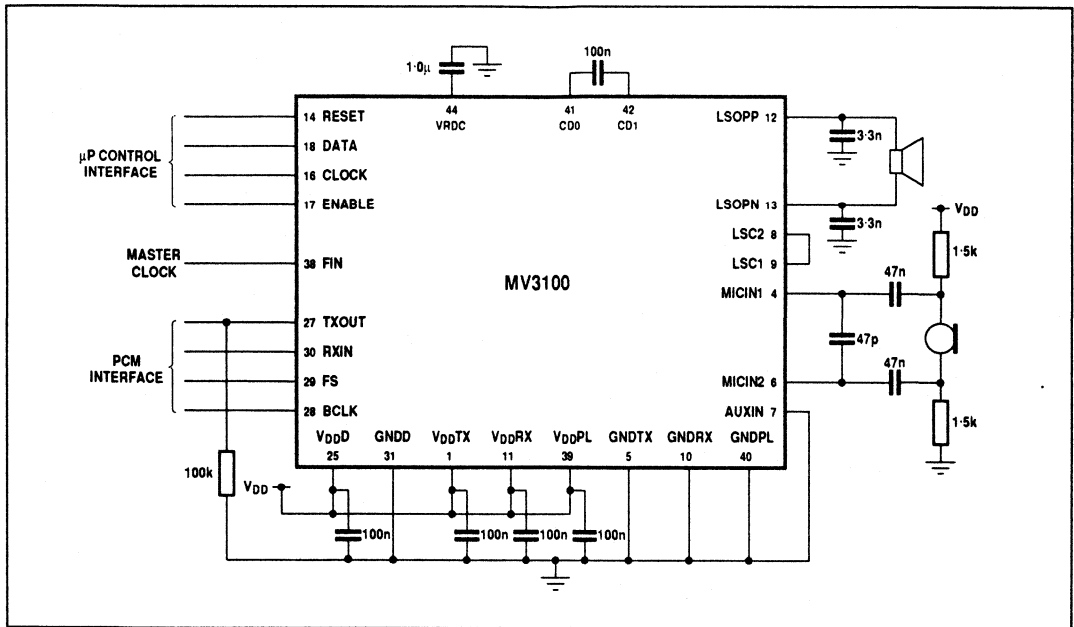 1·0µ
100n
44
VRDC
41
CD0
42
CD1
14 RESET
18 DATA
16 CLOCK
17 ENABLE
µP CONTROL
INTERFACE
MASTER
CLOCK
38 FIN
27 TXOUT
30 RXIN
29 FS
28 BCLK
PCM
INTERFACE
MV3100
LSOPP 12
3·3n
LSOPN 13
3·3n
LSC2 8
LSC1 9
MICIN1 4
47n
VDD
1·5k
47p
MICIN2 6
47n
AUXIN 7
1·5k
VDDD
25
GNDD
31
VDDTX
1
VDDRX
11
VDDPL
39
GNDTX
5
GNDRX
10
GNDPL
40
100k
VDD
100n
100n
100n
100n